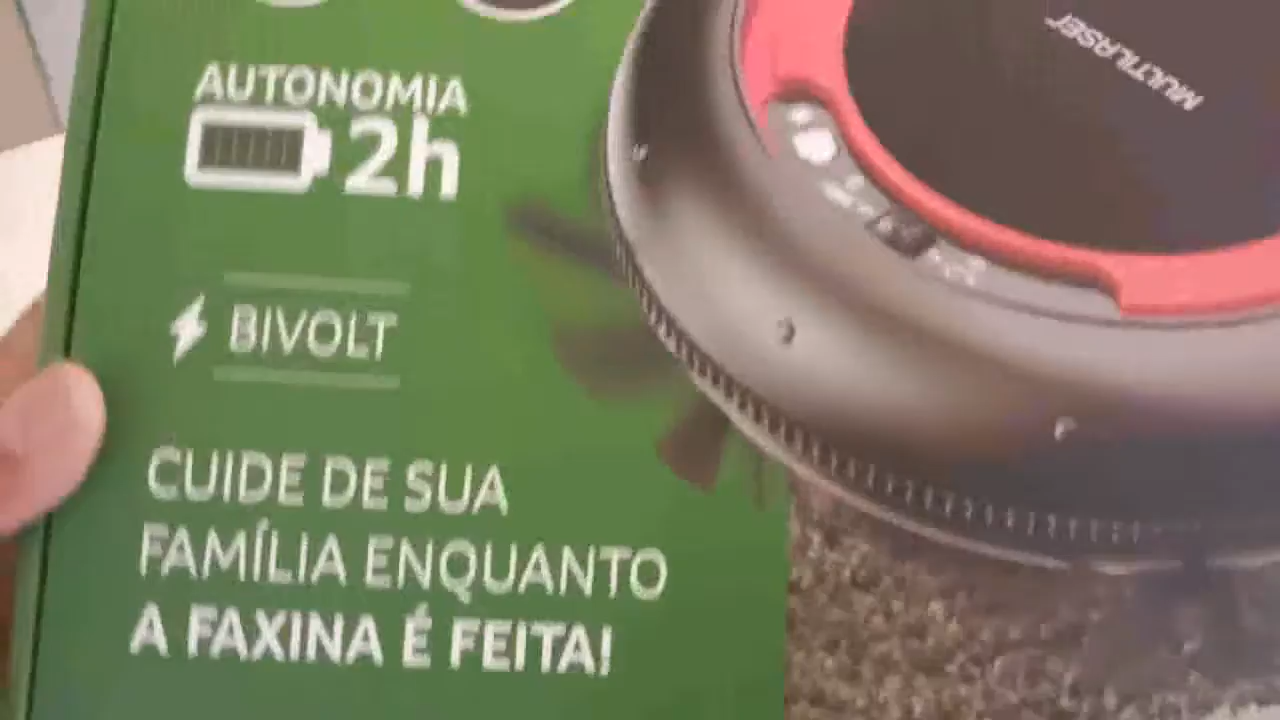 AUTONOMIA
2h
BIVOLT
CUIDE DE SUA
FAMÍLIA ENQUANTO
A FAXINA É FEITA!
MULTILASER